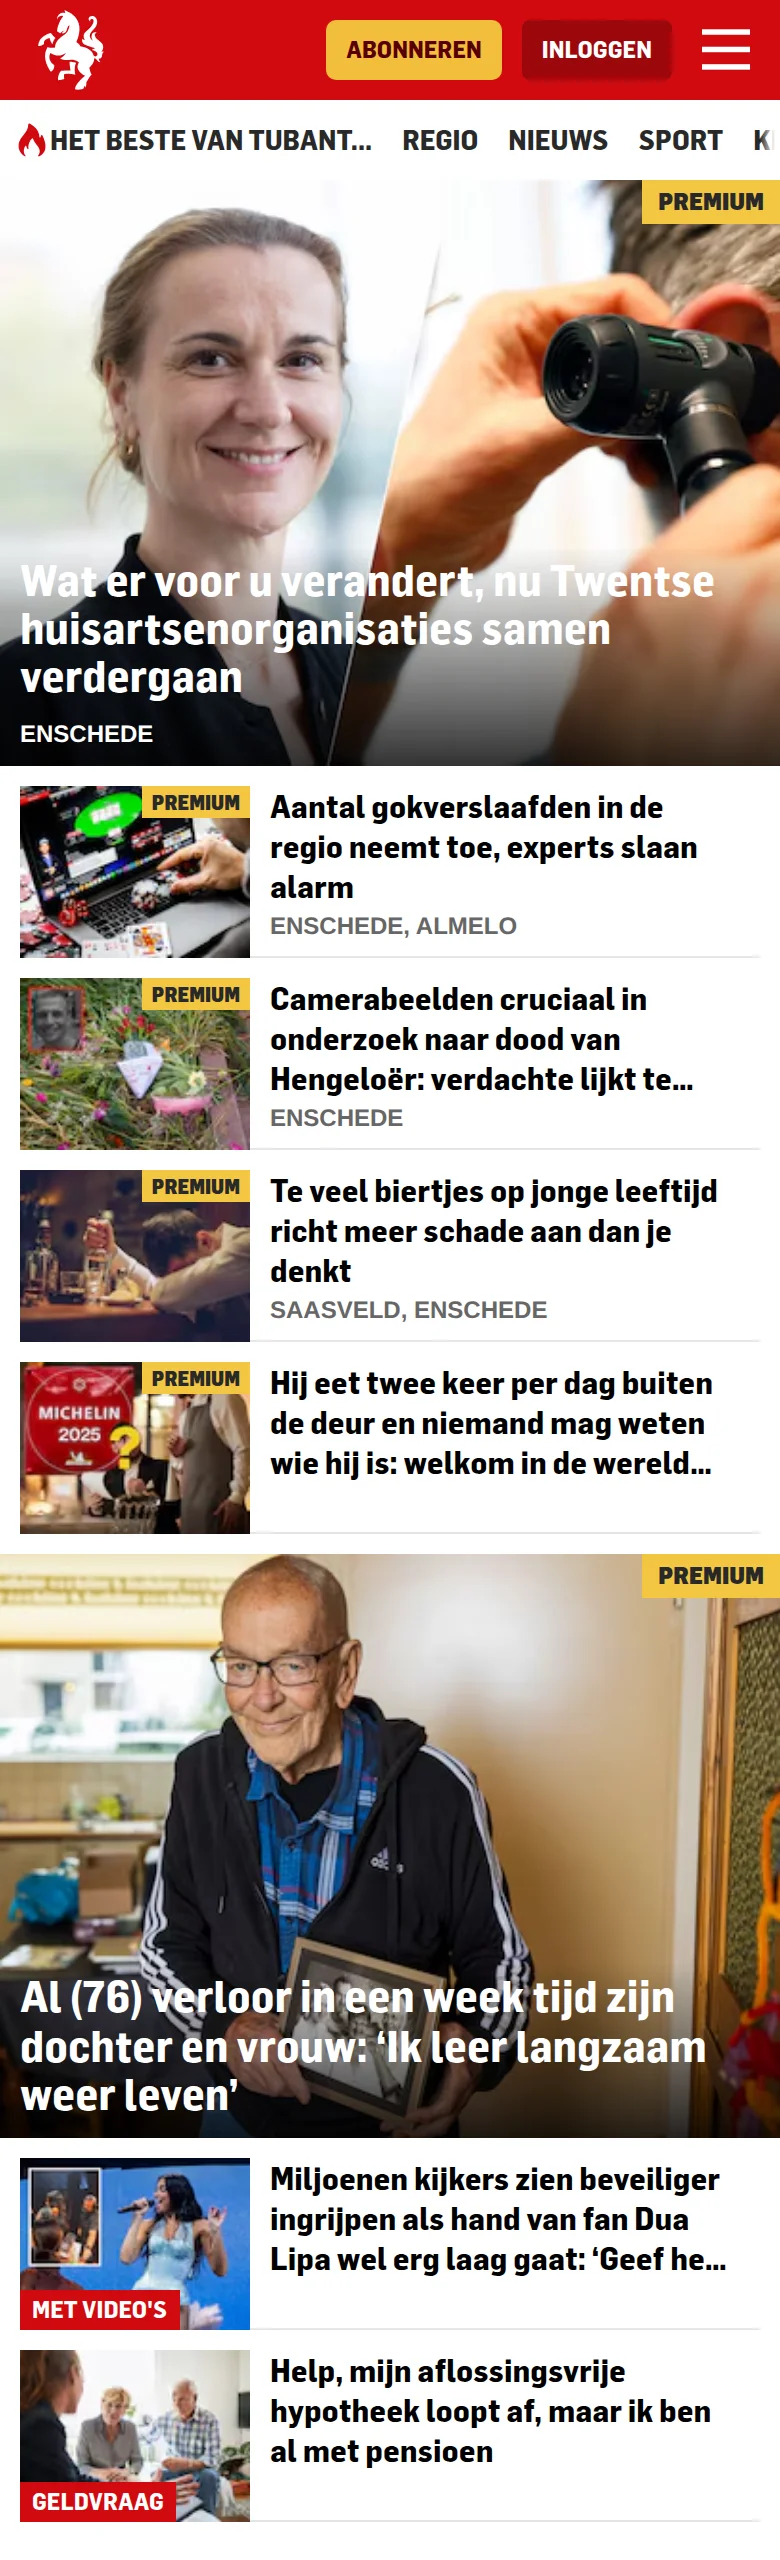 ABONNEREN
INLOGGEN
HET BESTE VAN TUBANT...
REGIO
NIEUWS
SPORT
PREMIUM
Wat er voor u verandert, nu Twentse
huisartsenorganisaties samen
verdergaan
ENSCHEDE
PREMIUM
Aantal gokverslaafden in de
regio neemt toe, experts slaan
alarm
ENSCHEDE, ALMELO
PREMIUM
Camerabeelden cruciaal in
onderzoek naar dood van
Hengeloër: verdachte lijkt te...
ENSCHEDE
PREMIUM
Te veel biertjes op jonge leeftijd
richt meer schade aan dan je
denkt
SAASVELD, ENSCHEDE
PREMIUM
MICHELIN
2025
?
Hij eet twee keer per dag buiten
de deur en niemand mag weten
wie hij is: welkom in de wereld...
PREMIUM
adidas
Al (76) verloor in een week tijd zijn
dochter en vrouw: ‘Ik leer langzaam
weer leven’
MET VIDEO'S
Miljoenen kijkers zien beveiliger
ingrijpen als hand van fan Dua
Lipa wel erg laag gaat: ‘Geef he...
GELDVRAAG
Help, mijn aflossingsvrije
hypotheek loopt af, maar ik ben
al met pensioen